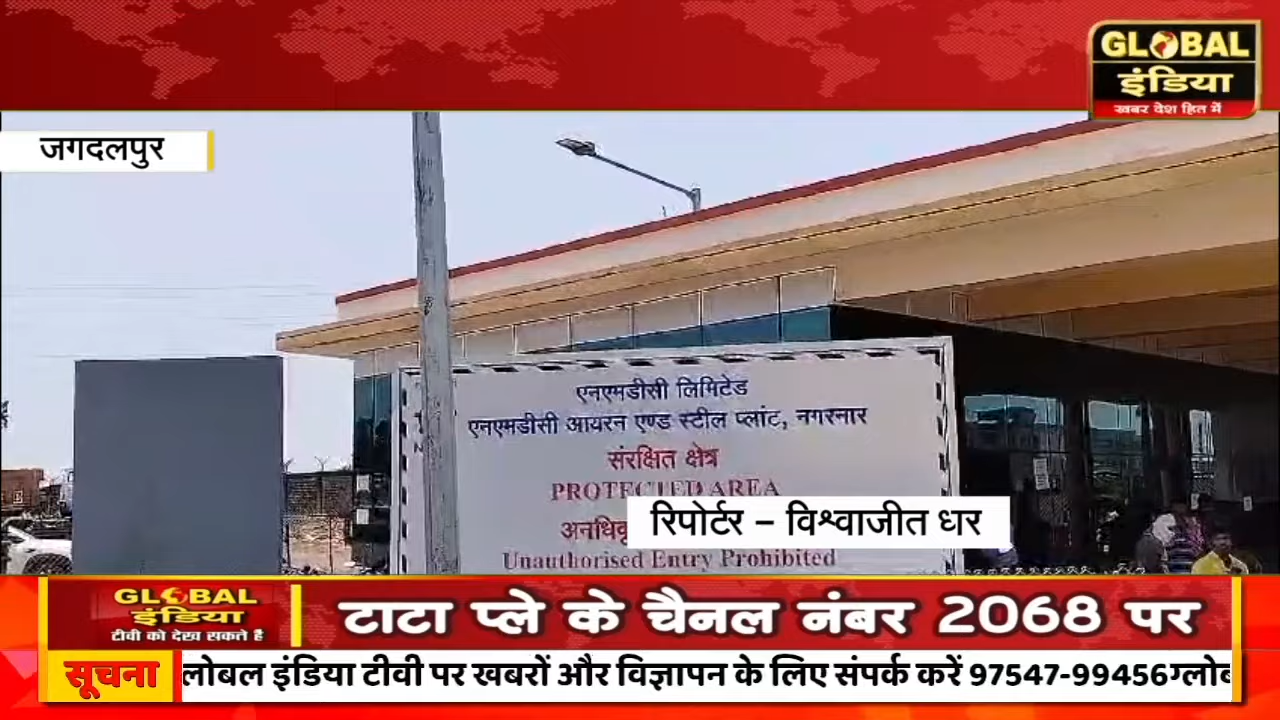 GLOBAL
इंडिया
खबर देश हित में
जगदलपुर
एनएमडीसी लिमिटेड
एनएमडीसी आयरन एण्ड स्टील प्लांट, नगरनार
संरक्षित क्षेत्र
PROTECTED AREA
रिपोर्टर – विश्वाजीत धर
Unauthorised Entry Prohibited
GLOBAL
इंडिया
टीवी को देख सकते है
टाटा प्ले के चैनल नंबर 2068 पर
सूचना
लोबल इंडिया टीवी पर खबरों और विज्ञापन के लिए संपर्क करें 97547-99456ग्लोब